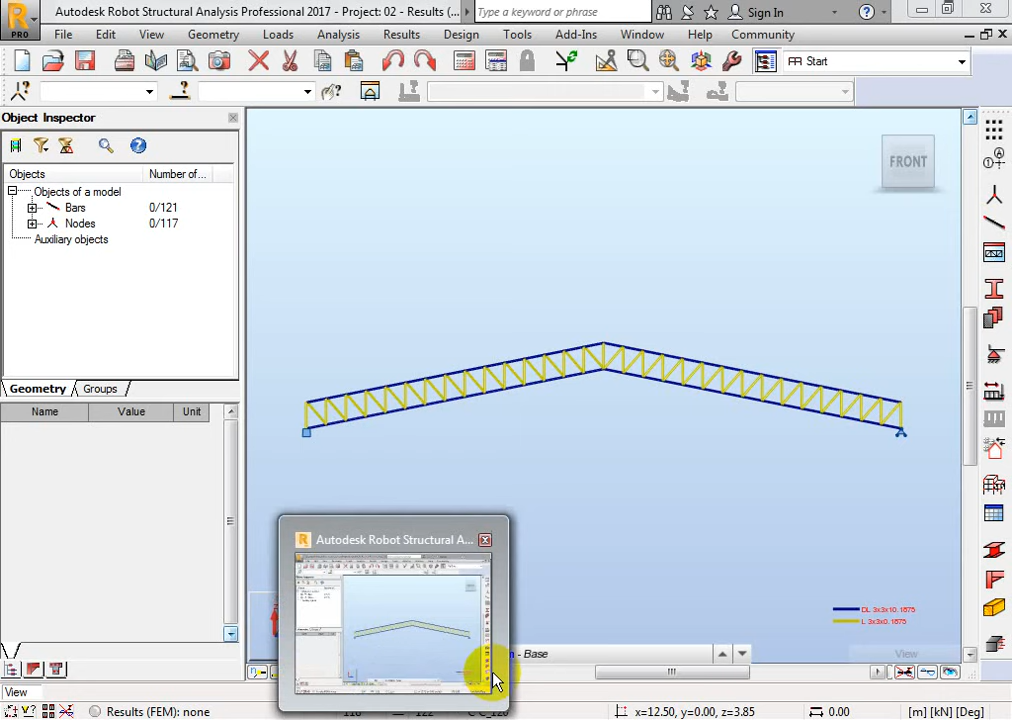 PRO
Autodesk Robot Structural Analysis Professional 2017 - Project: 02 - Results (...
Type a keyword or phrase
Sign In
File Edit View Geometry Loads Analysis Results Design Tools Add-Ins Window Help Community
Start
Object Inspector
Objects Number of...
Objects of a model
Bars 0/121
Nodes 0/117
Auxiliary objects
Geometry Groups
Name Value Unit
FRONT
DL 3x3x10.1875
L 3x3x0.1875
Autodesk Robot Structural A...
- Base
View
View
Results (FEM): none
x=12.50, y=0.00, z=3.85
0.00
[m] [kN] [Deg]